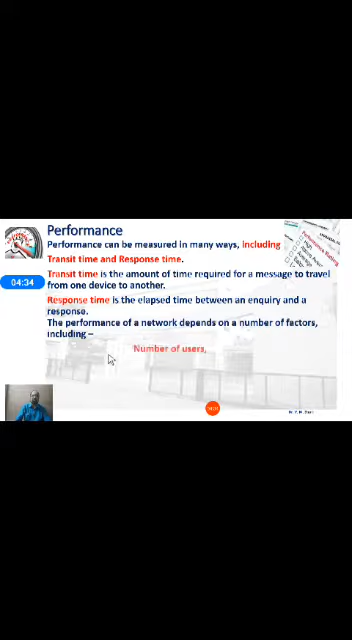 Performance
Performance can be measured in many ways, including
Transit time and Response time.
Transit time is the amount of time required for a message to travel
from one device to another.
Response time is the elapsed time between an enquiry and a
response.
The performance of a network depends on a number of factors,
including –
Number of users,
04:34
Performance Rating
High